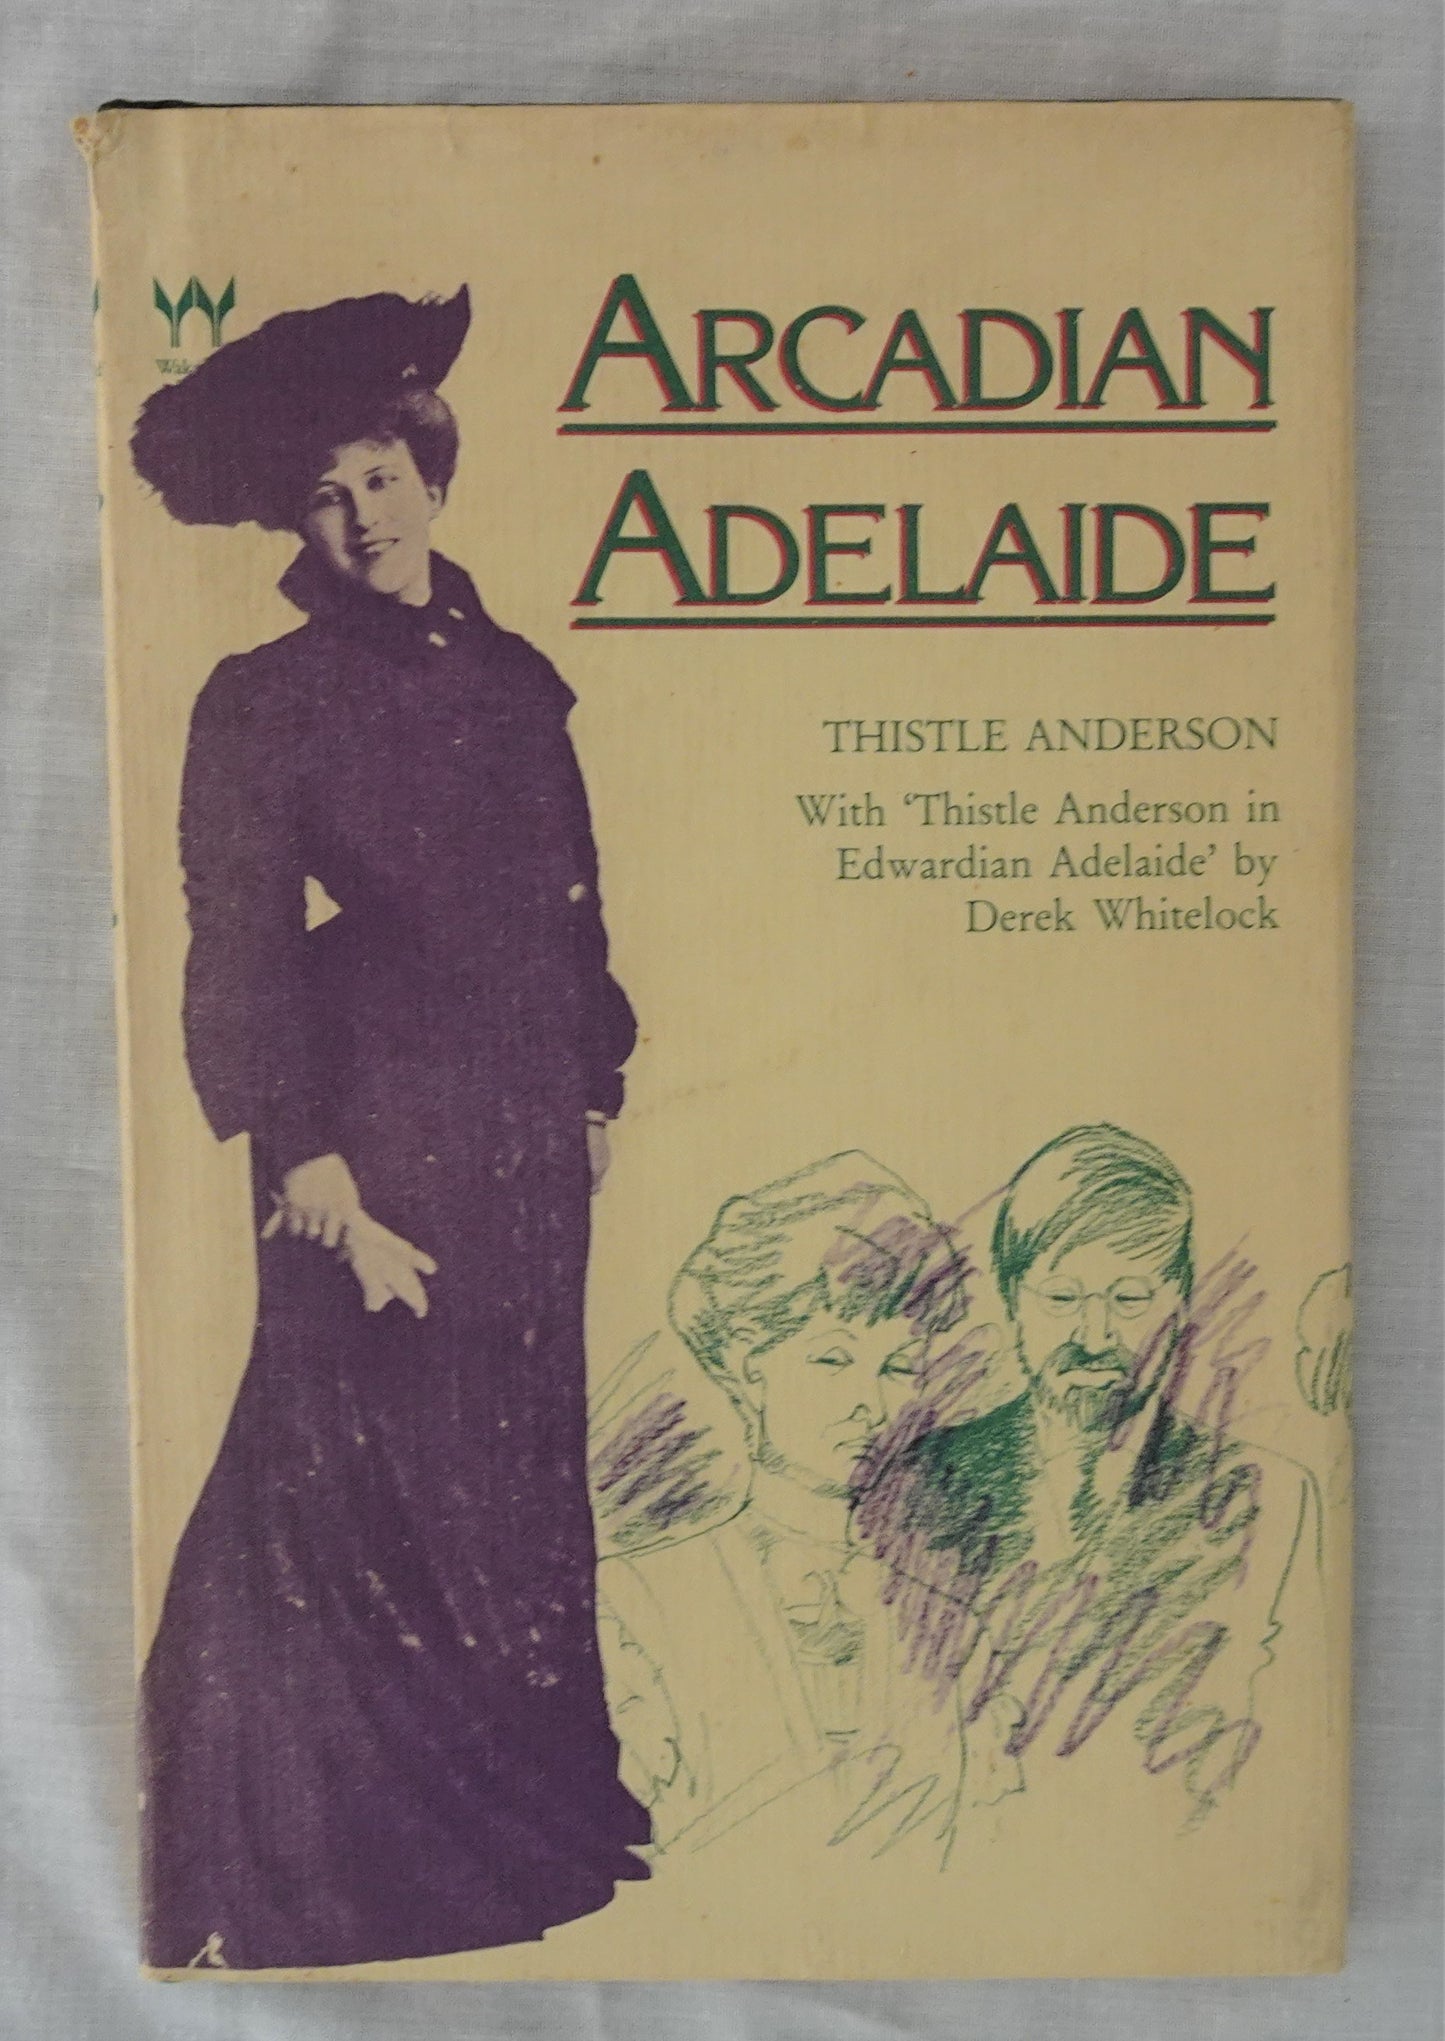 ARCADIAN
ADELAIDE
THISTLE ANDERSON
With ‘Thistle Anderson in
Edwardian Adelaide’ by
Derek Whitelock